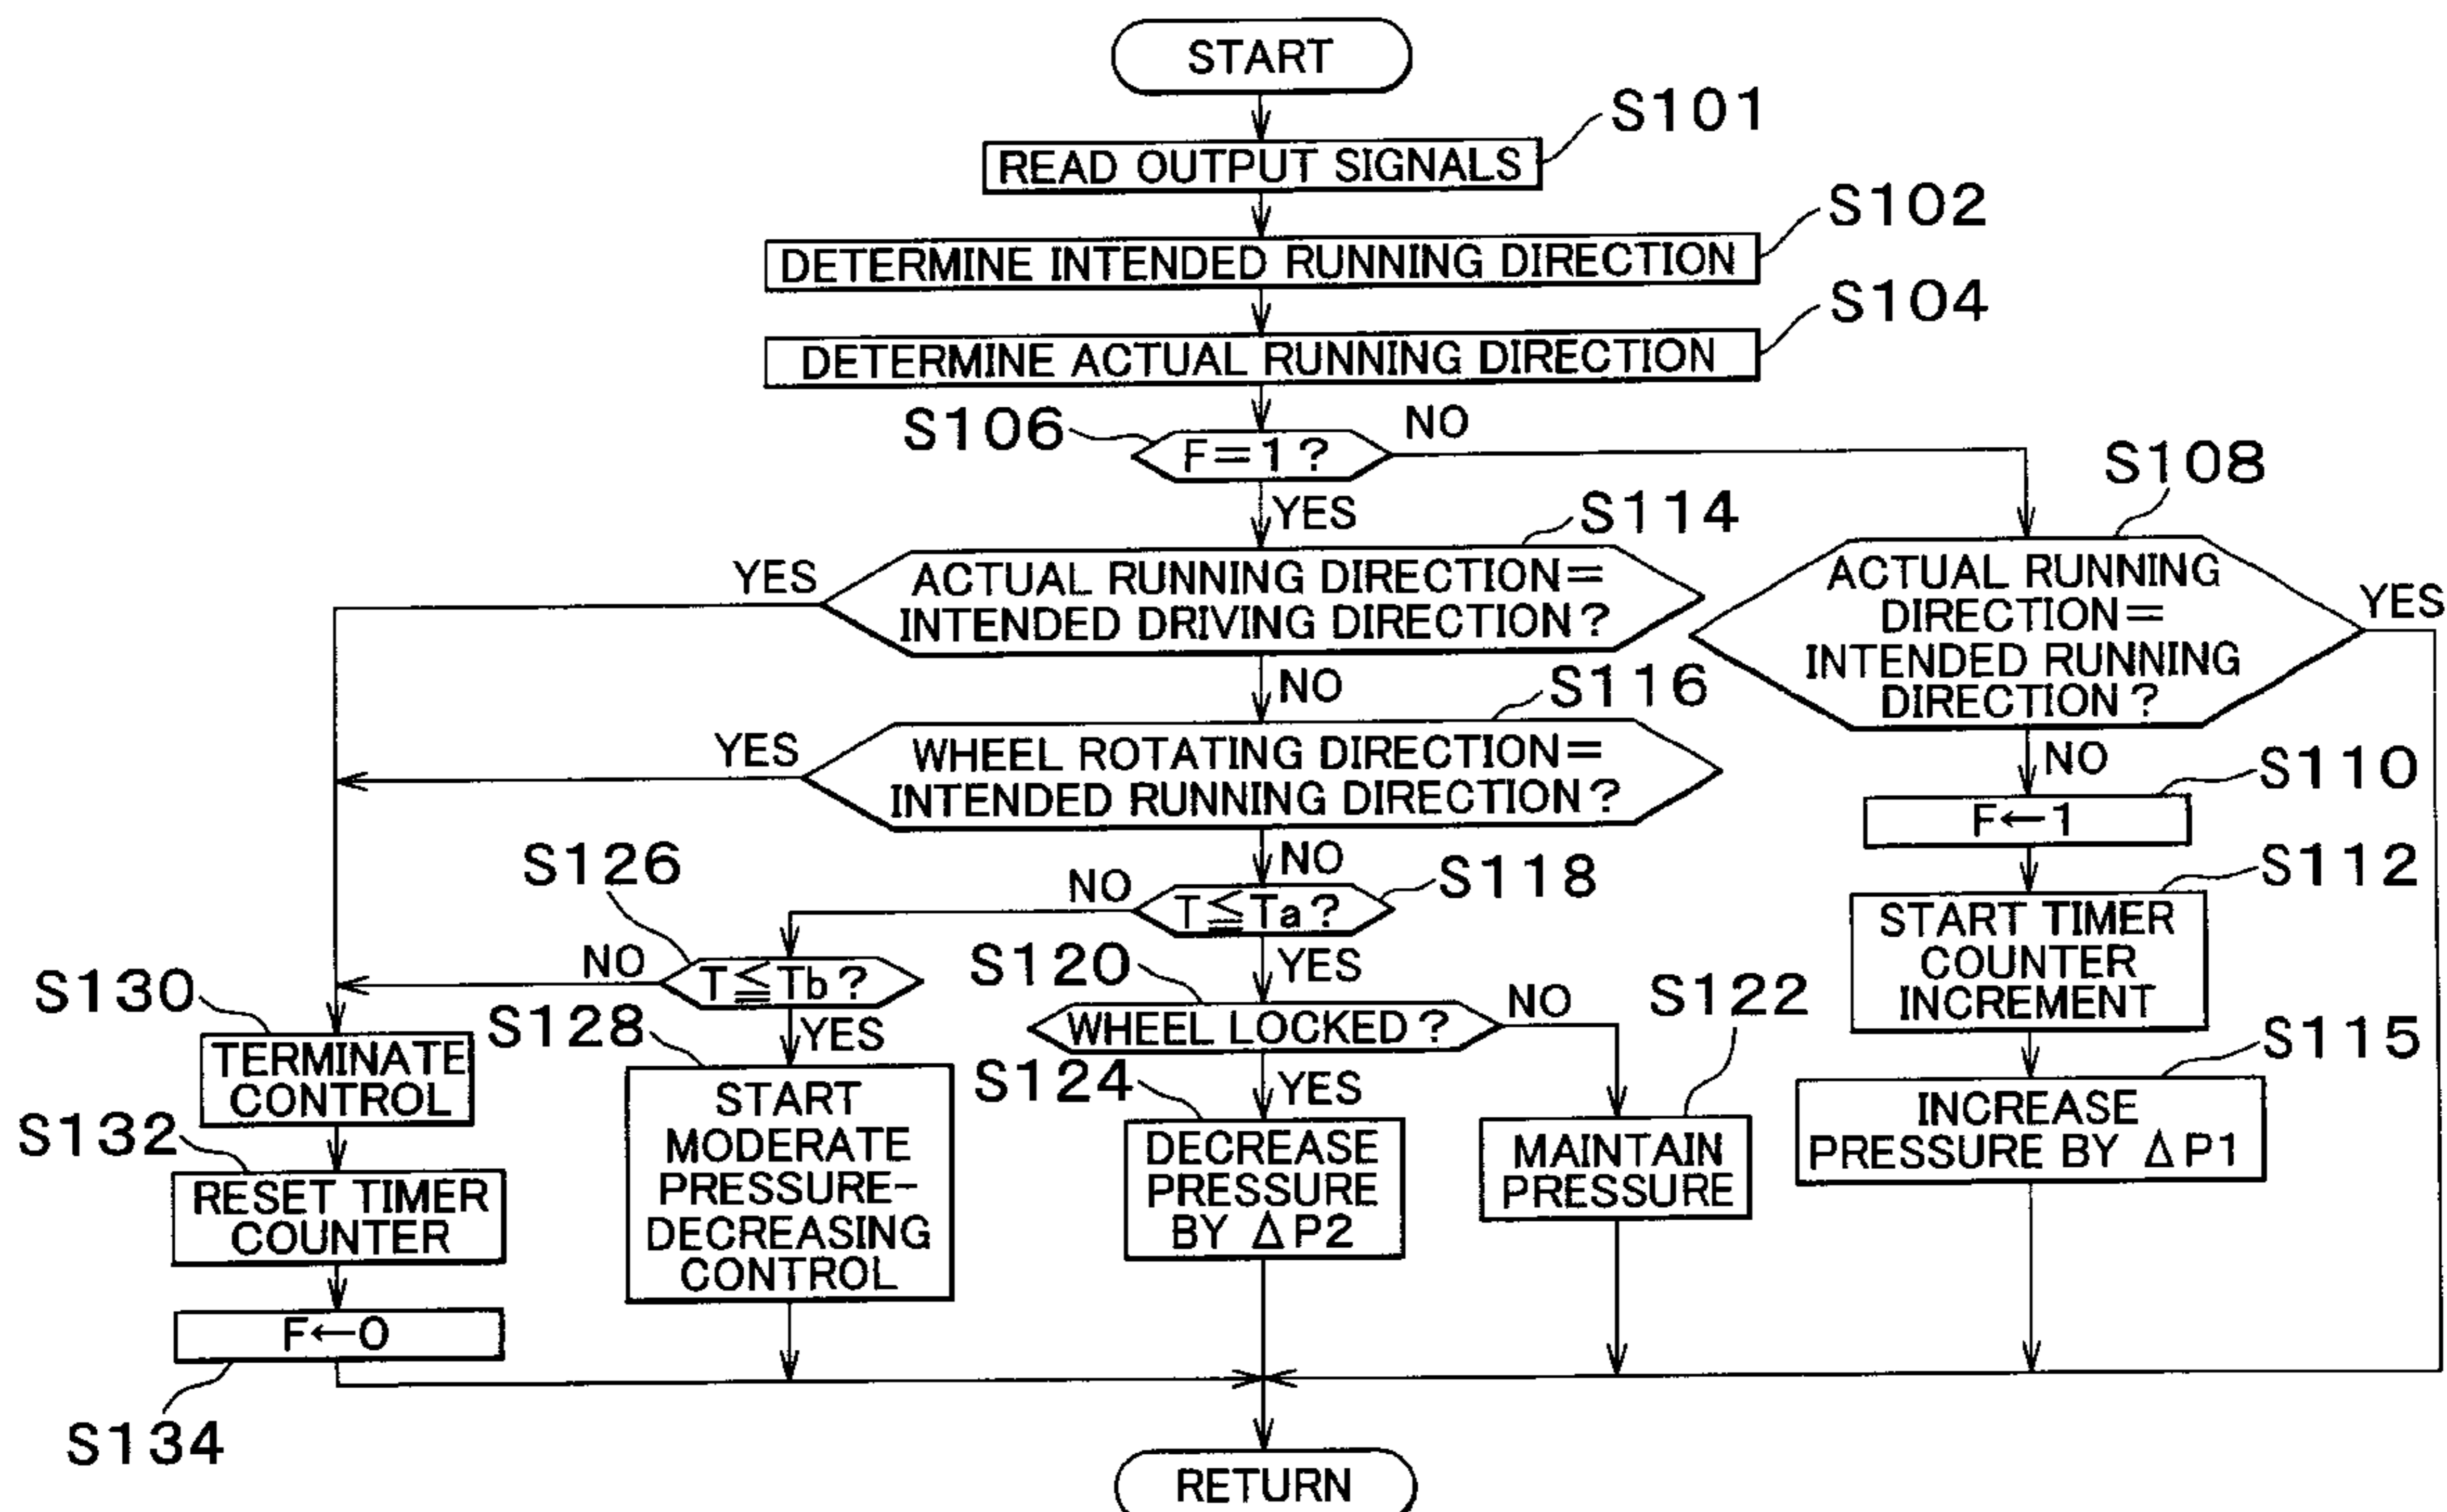 START
S101
READ OUTPUT SIGNALS
S102
DETERMINE INTENDED RUNNING DIRECTION
S104
DETERMINE ACTUAL RUNNING DIRECTION
S106
F=1?
NO
YES
S108
ACTUAL RUNNING
DIRECTION=
INTENDED RUNNING
DIRECTION?
YES
NO
S114
ACTUAL RUNNING DIRECTION=
INTENDED DRIVING DIRECTION?
YES
NO
S116
WHEEL ROTATING DIRECTION=
INTENDED RUNNING DIRECTION?
YES
NO
S110
F←1
S112
START TIMER
COUNTER
INCREMENT
S115
INCREASE
PRESSURE BY ΔP1
S118
T≦Ta?
NO
YES
S126
T≦Tb?
NO
YES
S120
WHEEL LOCKED?
NO
YES
S122
MAINTAIN
PRESSURE
S124
DECREASE
PRESSURE
BY ΔP2
S128
START
MODERATE
PRESSURE-
DECREASING
CONTROL
S130
TERMINATE
CONTROL
S132
RESET TIMER
COUNTER
F←0
S134
RETURN